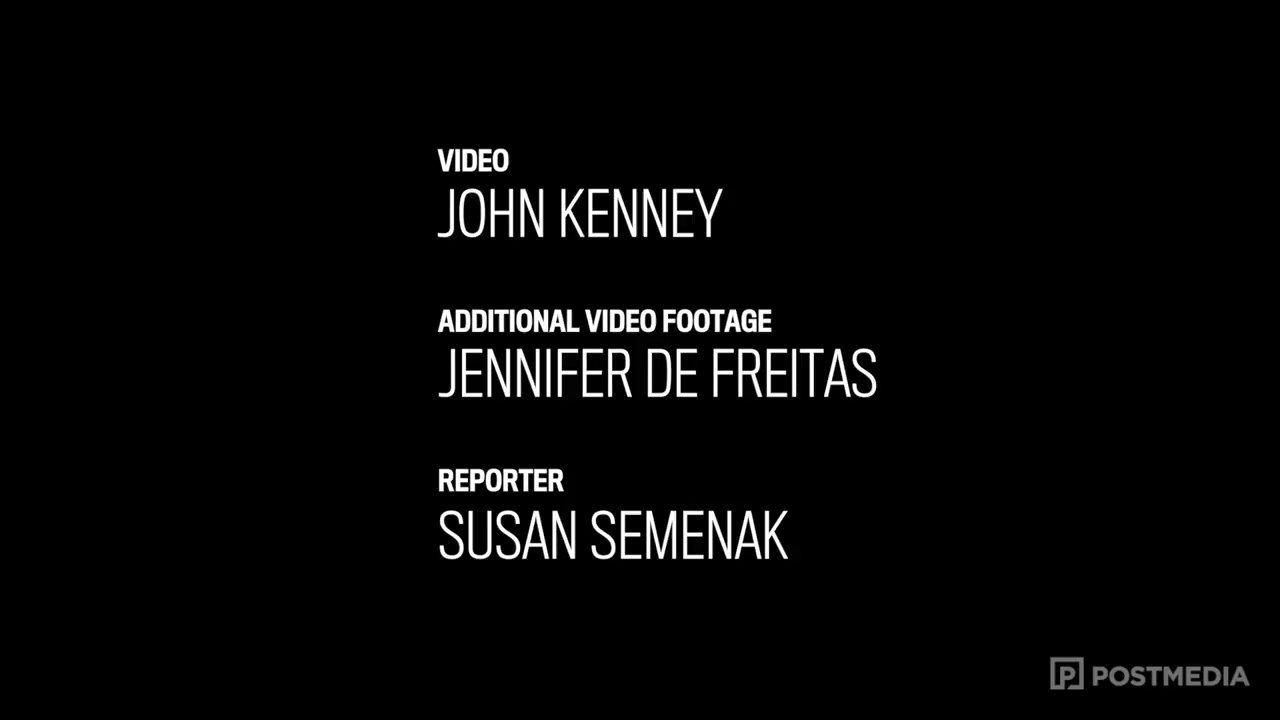 VIDEO
JOHN KENNEY
ADDITIONAL VIDEO FOOTAGE
JENNIFER DE FREITAS
REPORTER
SUSAN SEMENAK
P POSTMEDIA